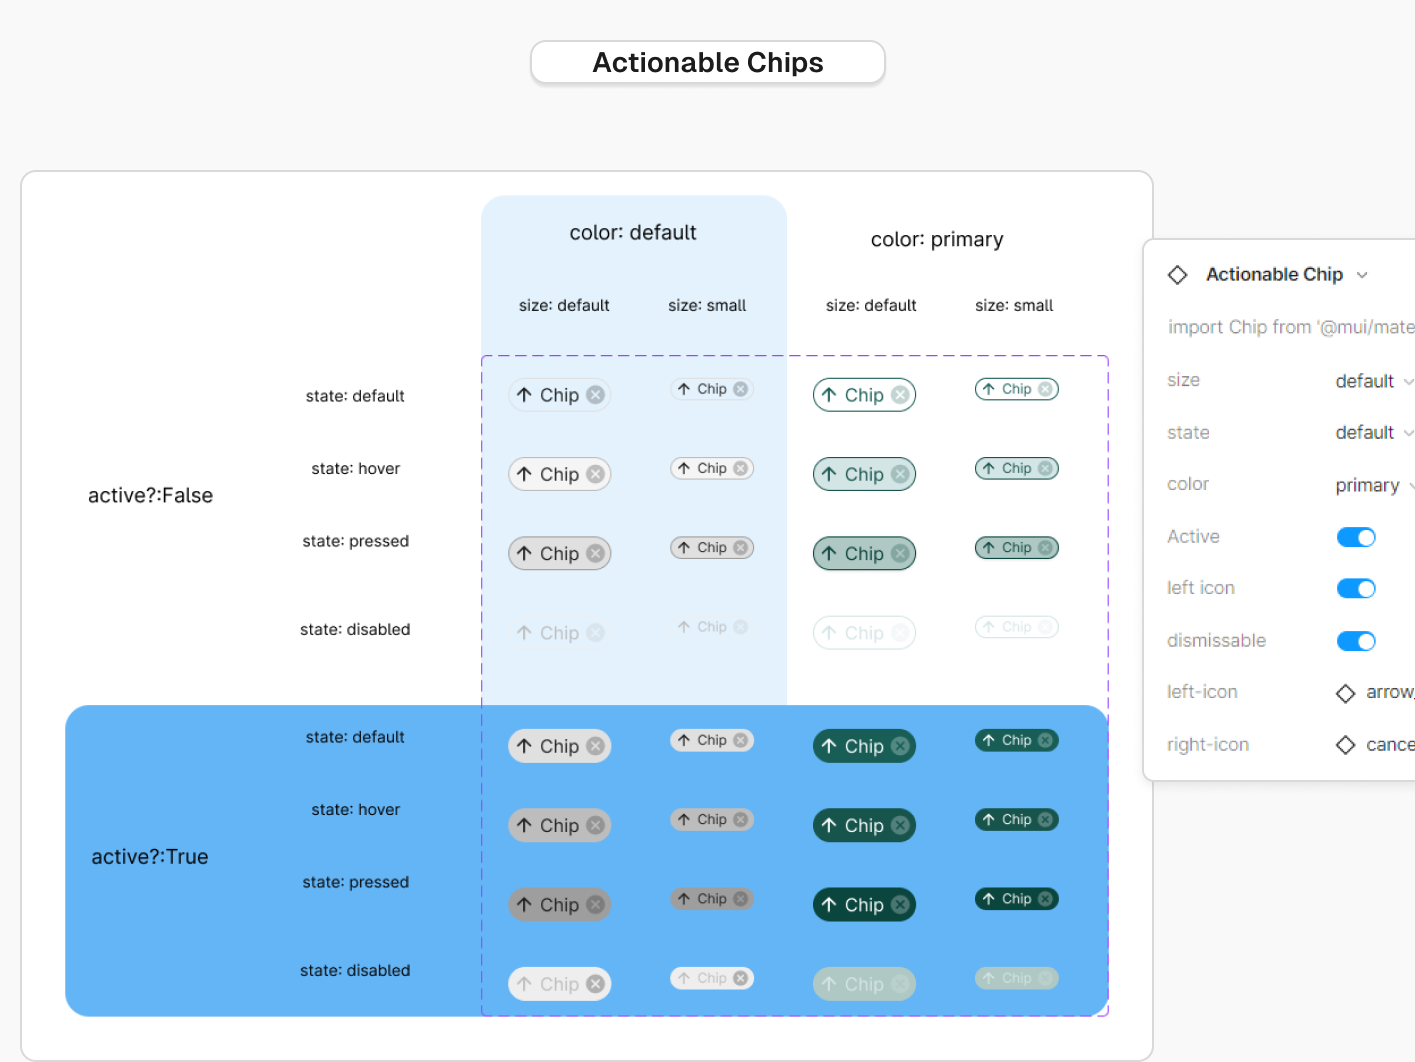 Actionable Chips
color: default
color: primary
size: default
size: small
size: default
size: small
active?:False
state: default
↑ Chip
↑ Chip
↑ Chip
↑ Chip
state: hover
↑ Chip
↑ Chip
↑ Chip
↑ Chip
state: pressed
↑ Chip
↑ Chip
↑ Chip
↑ Chip
state: disabled
↑ Chip
↑ Chip
↑ Chip
↑ Chip
active?:True
state: default
↑ Chip
↑ Chip
↑ Chip
↑ Chip
state: hover
↑ Chip
↑ Chip
↑ Chip
↑ Chip
state: pressed
↑ Chip
↑ Chip
↑ Chip
↑ Chip
state: disabled
↑ Chip
↑ Chip
↑ Chip
↑ Chip
Actionable Chip
import Chip from '@mui/mate
size default
state default
color primary
Active
left icon
dismissable
left-icon arrow_
right-icon cance